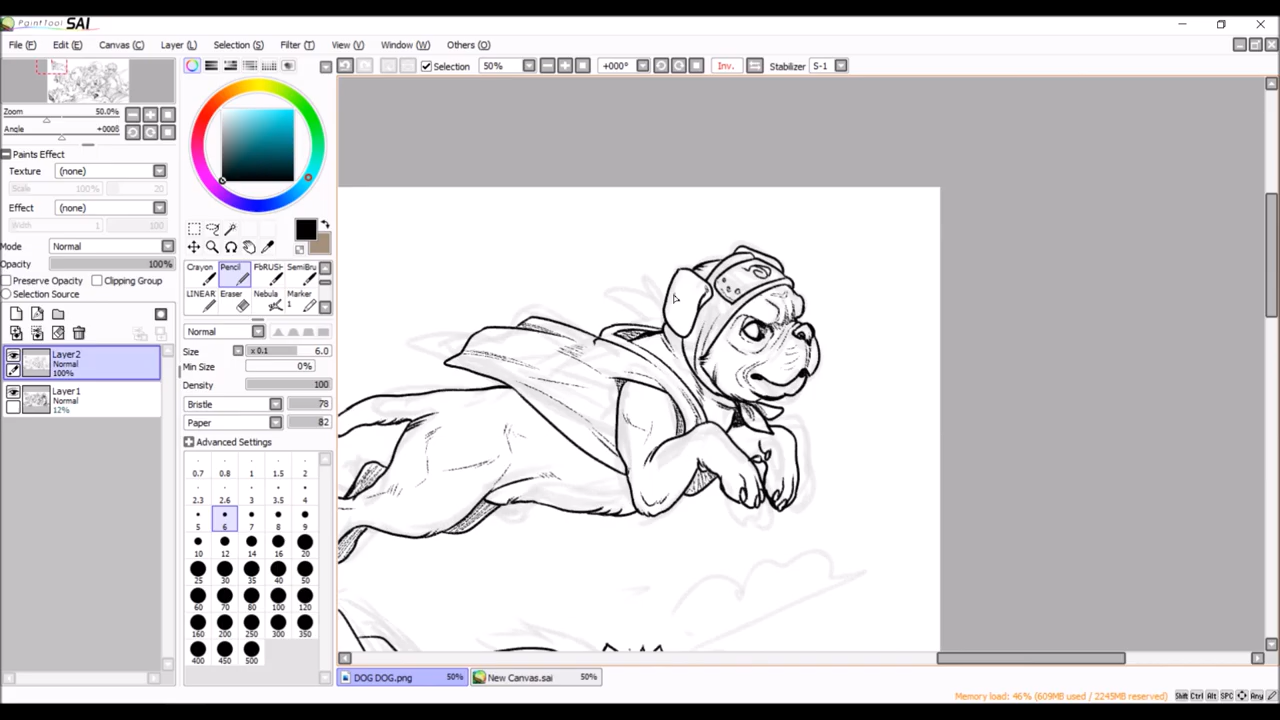 PaintTool SAI
File (F) Edit (E) Canvas (C) Layer (L) Selection (S) Filter (T) View (V) Window (W) Others (O)
Selection 50% +000° Inv. Stabilizer S-1
Zoom 50.0%
Angle +000δ
Paints Effect
Texture (none)
Scale 100% 20
Effect (none)
Width 1 100
Mode Normal
Opacity 100%
Preserve Opacity Clipping Group
Selection Source
Layer2
Normal
100%
Layer1
Normal
12%
Crayon Pencil FbRUSH SemiBru
LINEAR Eraser Nebula Marker
1
Normal
Size x 0.1 6.0
Min Size 0%
Density 100
Bristle 78
Paper 82
Advanced Settings
0.7 0.8 1 1.5 2
2.3 2.6 3 3.5 4
5 6 7 8 9
10 12 14 16 20
25 30 35 40 50
60 70 80 100 120
160 200 250 300 350
400 450 500
DOG DOG.png 50% New Canvas.sai 50%
Memory load: 46% (609MB used / 2245MB reserved) Shift Ctrl Alt SPC Any